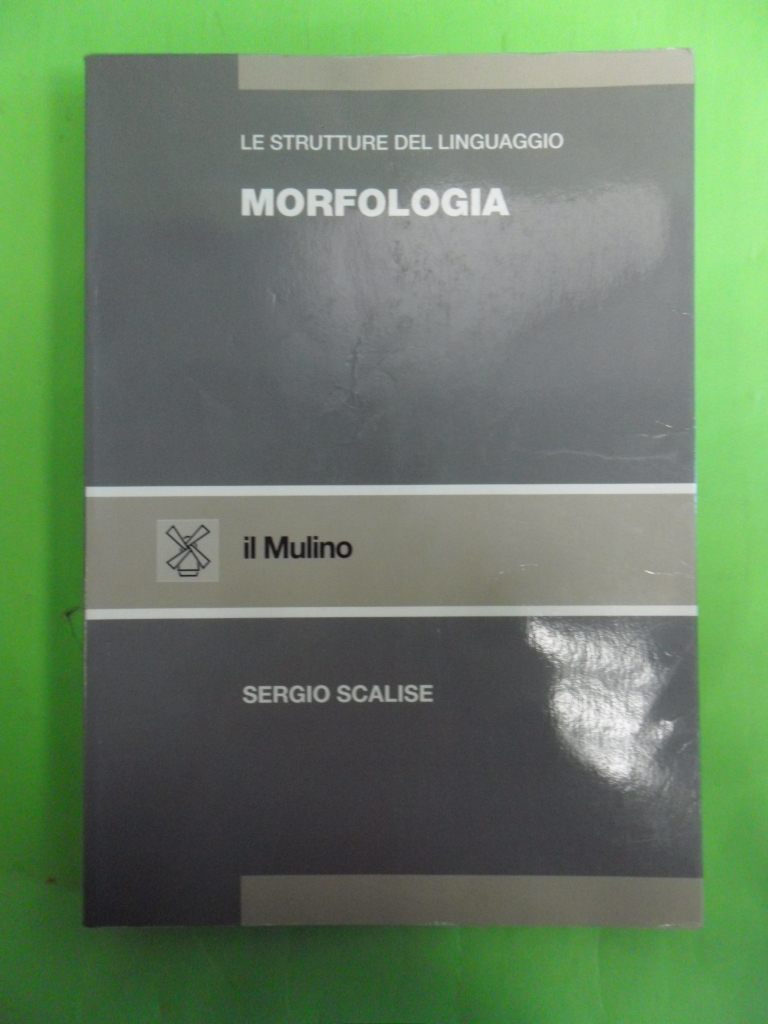 LE STRUTTURE DEL LINGUAGGIO
MORFOLOGIA
il Mulino
SERGIO SCALISE